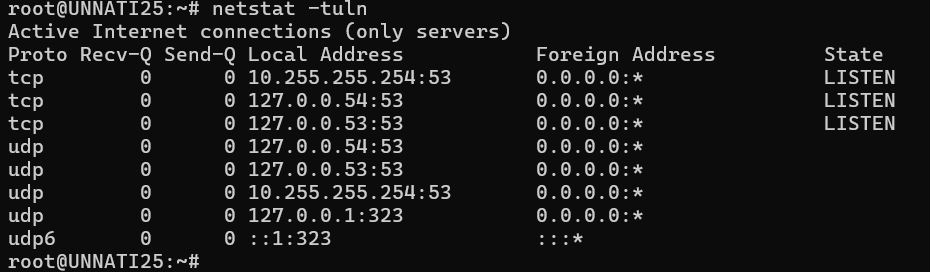 root@UNNATI25:~# netstat -tuln
Active Internet connections (only servers)
Proto Recv-Q Send-Q Local Address           Foreign Address         State
tcp        0      0 10.255.255.254:53       0.0.0.0:*               LISTEN
tcp        0      0 127.0.0.54:53           0.0.0.0:*               LISTEN
tcp        0      0 127.0.0.53:53           0.0.0.0:*               LISTEN
udp        0      0 127.0.0.54:53           0.0.0.0:*
udp        0      0 127.0.0.53:53           0.0.0.0:*
udp        0      0 10.255.255.254:53       0.0.0.0:*
udp        0      0 127.0.0.1:323           0.0.0.0:*
udp6       0      0 ::1:323                 :::*
root@UNNATI25:~#